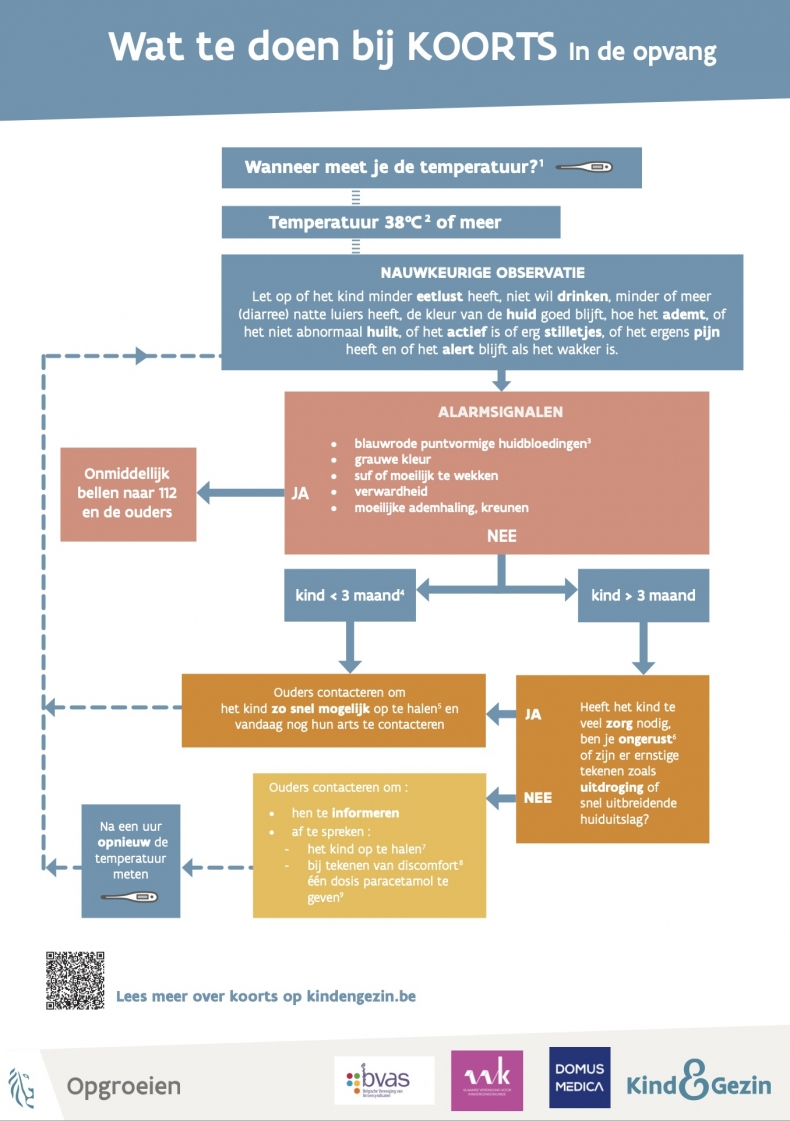 Wat te doen bij KOORTS In de opvang
Wanneer meet je de temperatuur?¹
Temperatuur 38°C ² of meer
NAUWKEURIGE OBSERVATIE
Let op of het kind minder eetlust heeft, niet wil drinken, minder of meer
(diarree) natte luiers heeft, de kleur van de huid goed blijft, hoe het ademt, of
het niet abnormaal huilt, of het actief is of erg stilletjes, of het ergens pijn
heeft en of het alert blijft als het wakker is.
ALARMSIGNALEN
• blauwrode puntvormige huidbloedingen³
• grauwe kleur
• suf of moeilijk te wekken
• verwardheid
• moeilijke ademhaling, kreunen
JA
Onmiddellijk
bellen naar 112
en de ouders
NEE
kind < 3 maand⁴
kind > 3 maand
Ouders contacteren om
het kind zo snel mogelijk op te halen⁵ en
vandaag nog hun arts te contacteren
JA
Heeft het kind te
veel zorg nodig,
ben je ongerust⁶
of zijn er ernstige
tekenen zoals
uitdroging of
snel uitbreidende
huiduitslag?
NEE
Ouders contacteren om :
• hen te informeren
• af te spreken :
- het kind op te halen⁷
- bij tekenen van discomfort⁸
één dosis paracetamol te
geven⁹
Na een uur
opnieuw de
temperatuur
meten
Lees meer over koorts op kindengezin.be
Opgroeien
bvas
vvk
DOMUS
MEDICA
Kind & Gezin